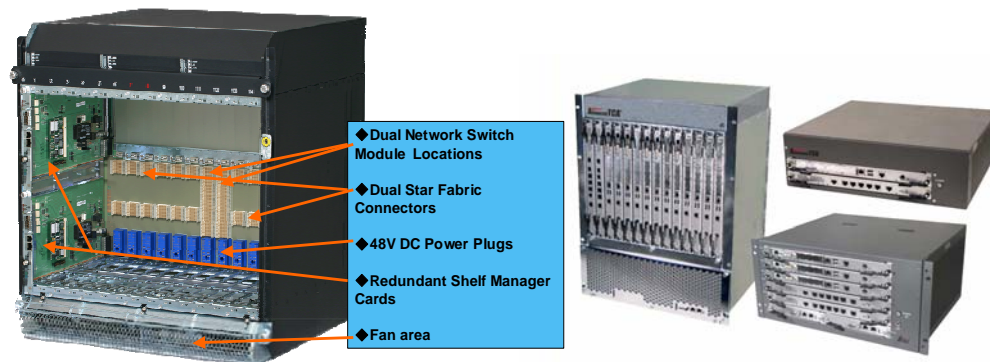 ◆Dual Network Switch
Module Locations
◆Dual Star Fabric
Connectors
◆48V DC Power Plugs
◆Redundant Shelf Manager
Cards
◆Fan area